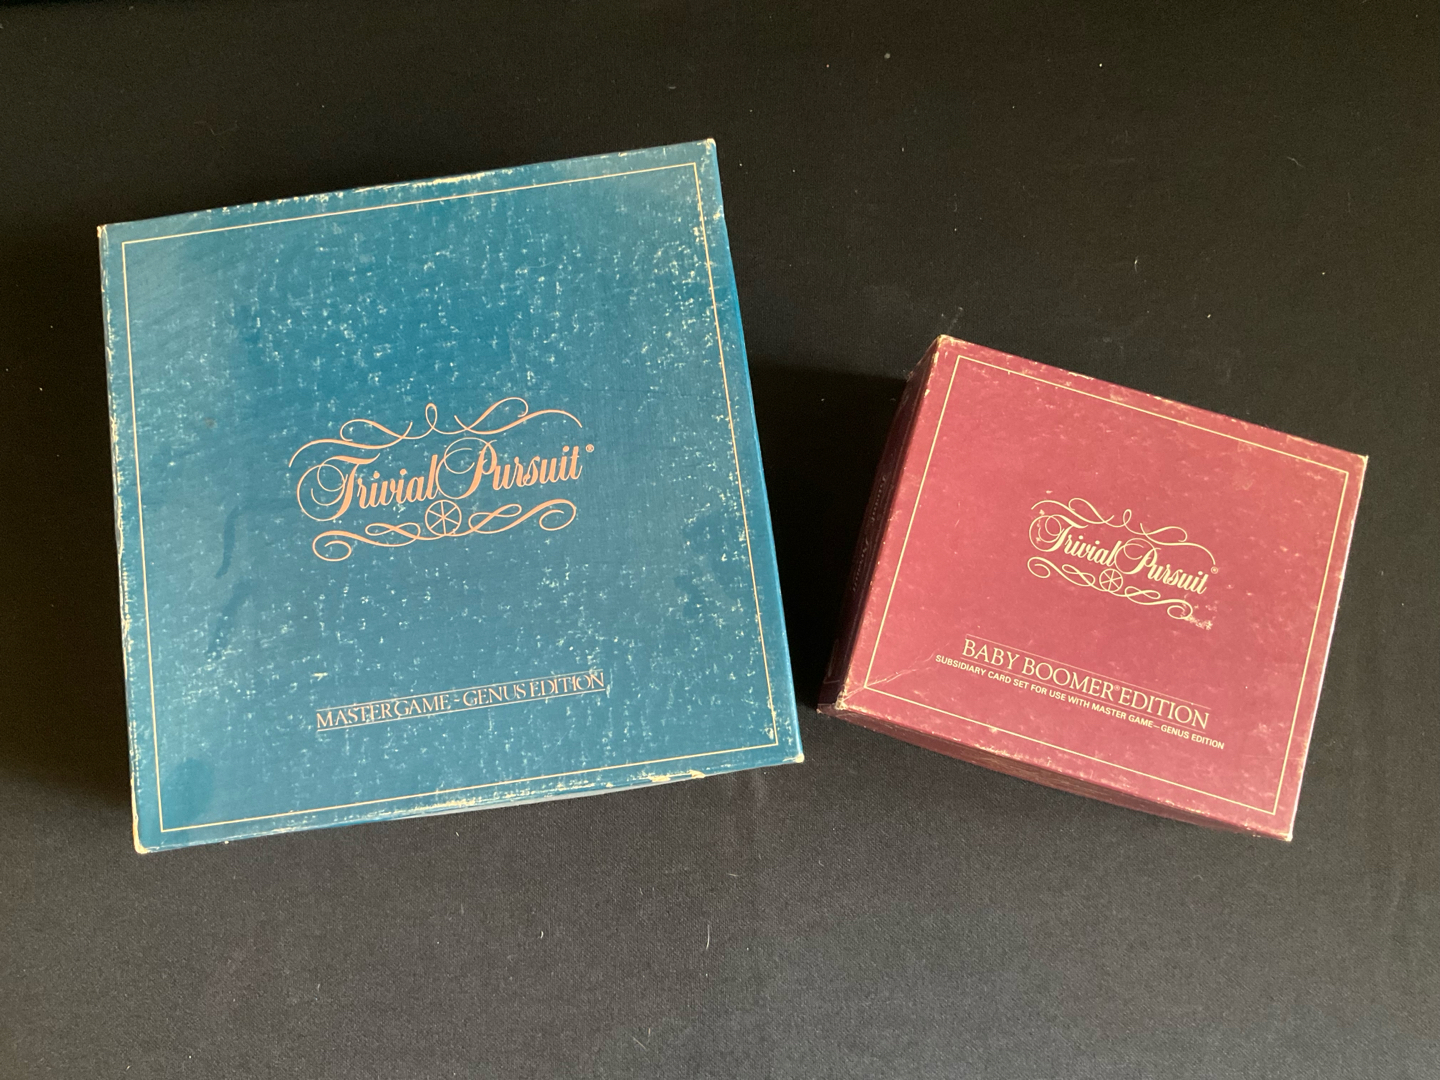 Trivial Pursuit®
MASTER GAME - GENUS EDITION
Trivial Pursuit®
BABY BOOMER® EDITION
SUBSIDIARY CARD SET FOR USE WITH MASTER GAME—GENUS EDITION